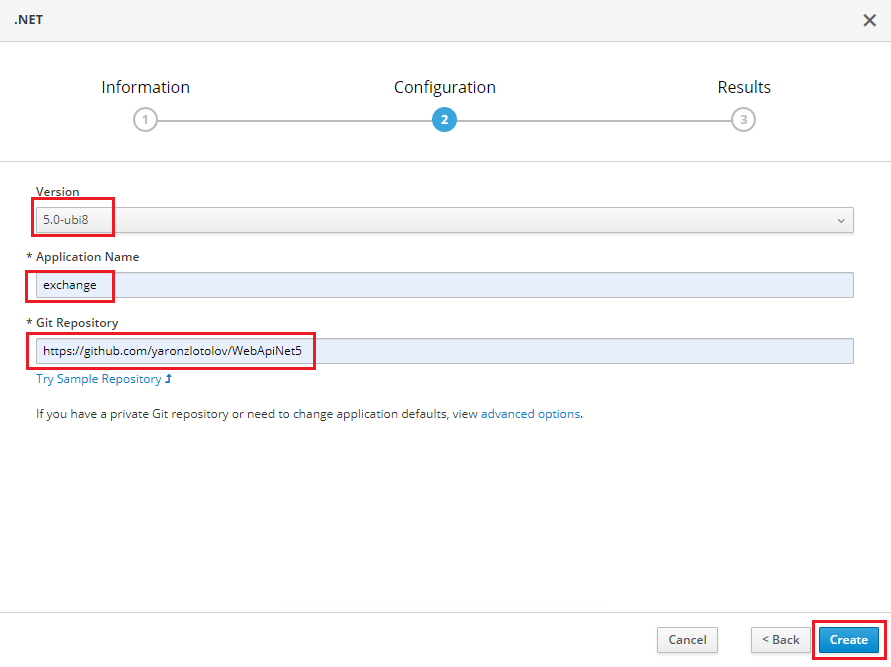 .NET
Information Configuration Results
1 2 3
Version
5.0-ubi8
* Application Name
exchange
* Git Repository
https://github.com/yaronzlotolov/WebApiNet5
Try Sample Repository
If you have a private Git repository or need to change application defaults, view advanced options.
Cancel < Back Create